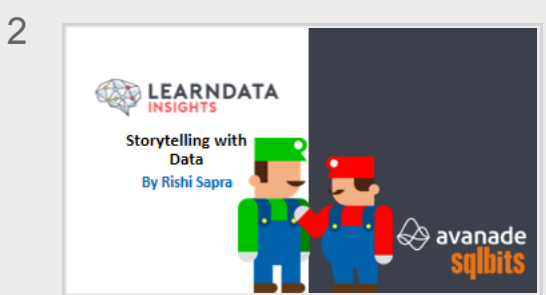 2
LEARNDATA
INSIGHTS
Storytelling with
Data
By Rishi Sapra
avanade
sqlbits